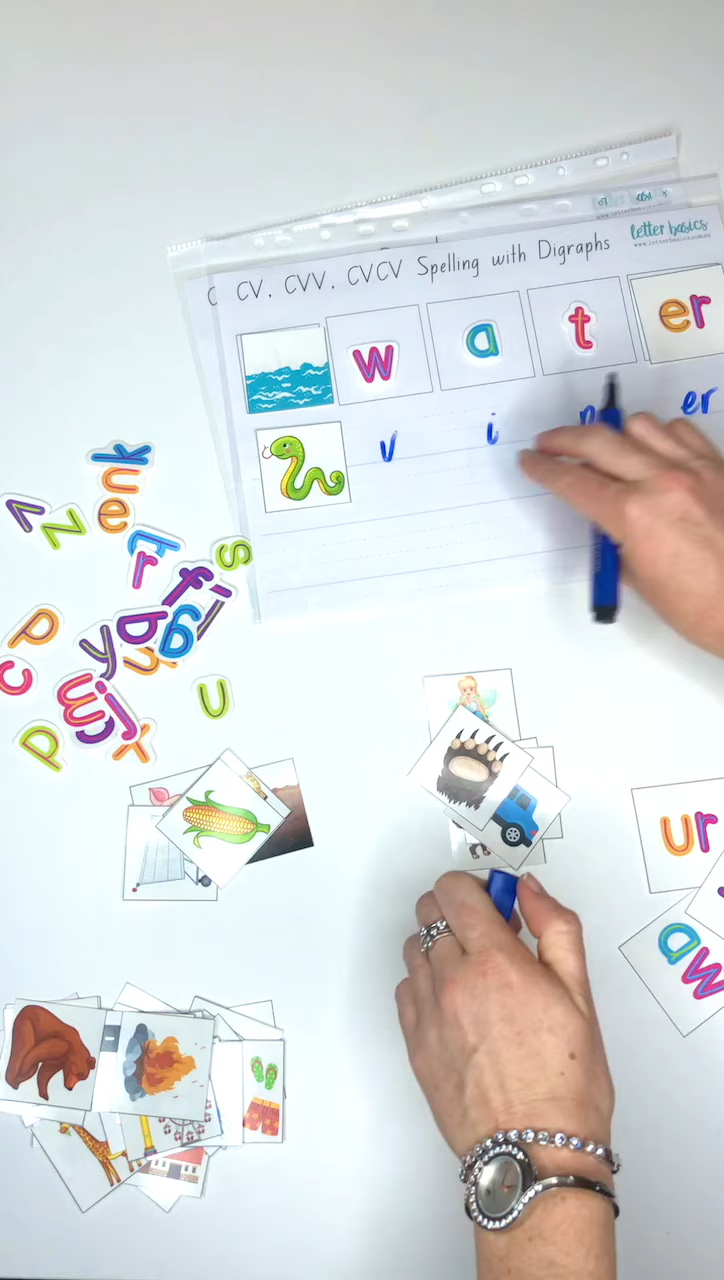 letter basics
www.letterbasics.com.au
CV, CVV, CVCV Spelling with Digraphs
w a t er
v i p er
k
n
e
v
z
r
s
f
i
p
a
g
y
c
m
j
u
p
t
ur
aw